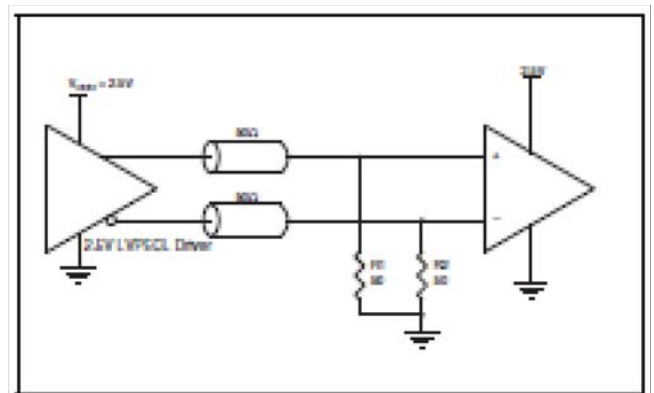 = 2.5V
2.5V
50Ω
50Ω
+
−
2.5V LVPECL Driver
R1
50
R2
50